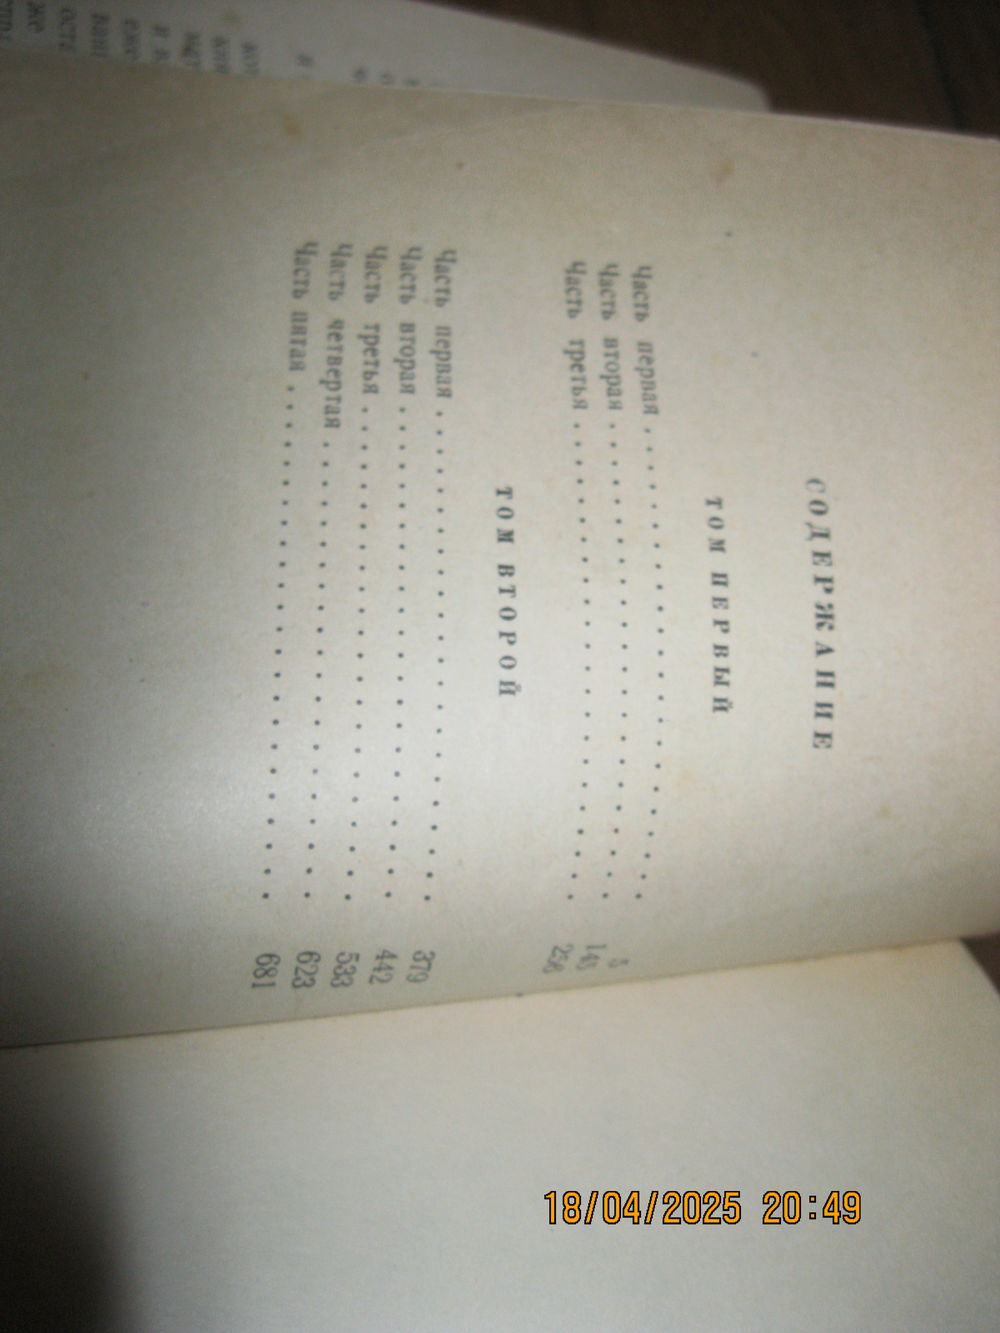 СОДЕРЖАНИЕ
ТОМ ПЕРВЫЙ
Часть первая . . . . . . . . . . . . . . . . . . . . 5
Часть вторая . . . . . . . . . . . . . . . . . . . . 143
Часть третья . . . . . . . . . . . . . . . . . . . . 258
ТОМ ВТОРОЙ
Часть первая . . . . . . . . . . . . . . . . . . . . 379
Часть вторая . . . . . . . . . . . . . . . . . . . . 442
Часть третья . . . . . . . . . . . . . . . . . . . . 533
Часть четвертая . . . . . . . . . . . . . . . . . . 623
Часть пятая . . . . . . . . . . . . . . . . . . . . 681
18/04/2025 20:49